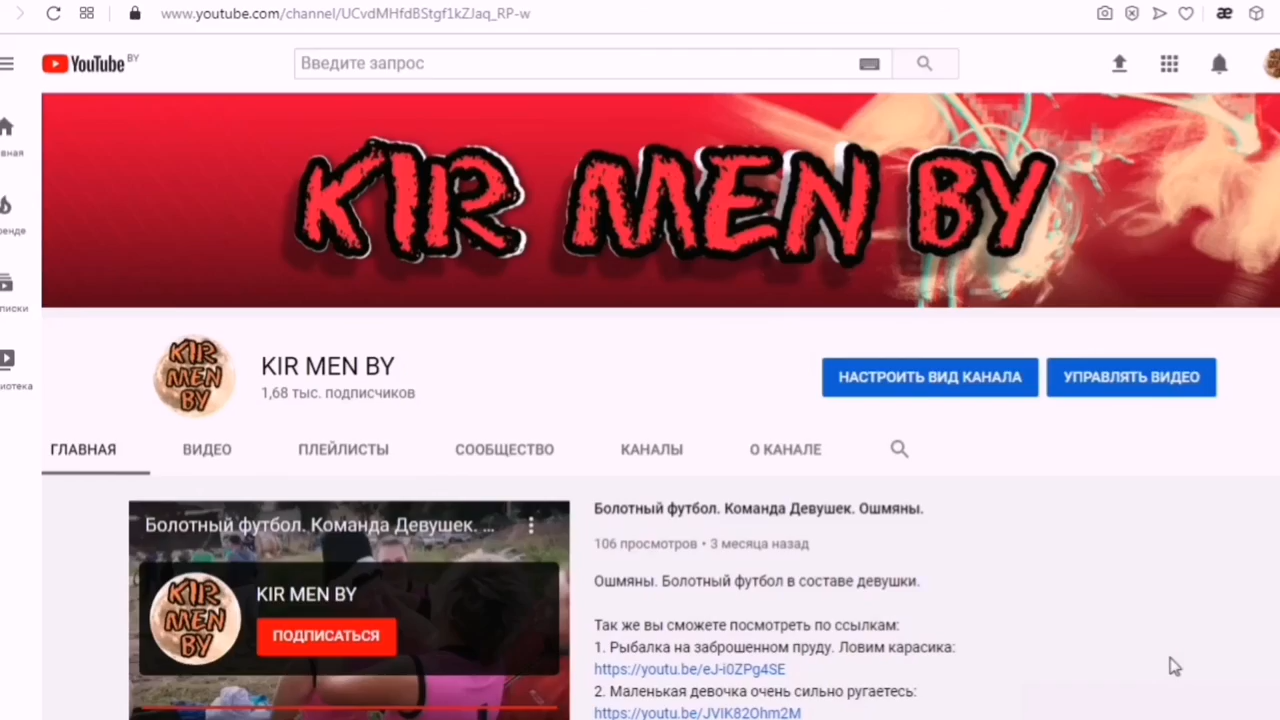 www.youtube.com/channel/UCvdMHfdBStgf1kZJaq_RP-w
YouTube BY
Введите запрос
KIR MEN BY
KIR
MEN
BY
KIR MEN BY
1,68 тыс. подписчиков
НАСТРОИТЬ ВИД КАНАЛА
УПРАВЛЯТЬ ВИДЕО
ГЛАВНАЯ
ВИДЕО
ПЛЕЙЛИСТЫ
СООБЩЕСТВО
КАНАЛЫ
О КАНАЛЕ
Болотный футбол. Команда Девушек. ...
KIR
MEN
BY
KIR MEN BY
ПОДПИСАТЬСЯ
Болотный футбол. Команда Девушек. Ошмяны.
106 просмотров • 3 месяца назад
Ошмяны. Болотный футбол в составе девушки.
Так же вы сможете посмотреть по ссылкам:
1. Рыбалка на заброшенном пруду. Ловим карасика:
https://youtu.be/eJ-i0ZPg4SE
2. Маленькая девочка очень сильно ругаетесь:
https://youtu.be/JVIK82Ohm2M